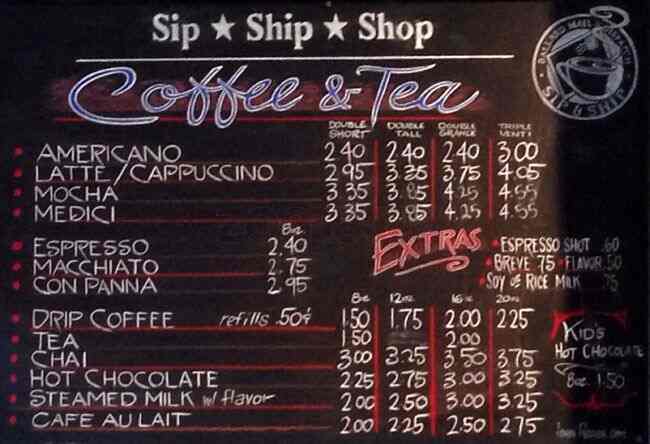 Sip ★ Ship ★ Shop
BALLARD MAIL DISPATCH
SIP & SHIP
Coffee & Tea
DOUBLE SHORT DOUBLE TALL DOUBLE GRANDE TRIPLE VENTI
AMERICANO 2.40 2.40 2.40 3.00
LATTE/CAPPUCCINO 2.95 3.35 3.75 4.05
MOCHA 3.35 3.85 4.25 4.55
MEDICI 3.35 3.85 4.25 4.55
8oz
ESPRESSO 2.40
MACCHIATO 2.75
CON PANNA 2.95
EXTRAS
ESPRESSO SHOT .60
BREVE .75 FLAVOR .50
SOY OR RICE MILK .75
8oz 12oz 16oz 20oz
DRIP COFFEE refills .50¢ 1.50 1.75 2.00 2.25
TEA 1.50 2.00
CHAI 3.00 3.25 3.50 3.75
HOT CHOCOLATE 2.25 2.75 3.00 3.25
STEAMED MILK w/ flavor 2.00 2.50 3.00 3.25
CAFE AU LAIT 2.00 2.25 2.50 2.75
KID'S
HOT CHOCOLATE
8oz 1.50